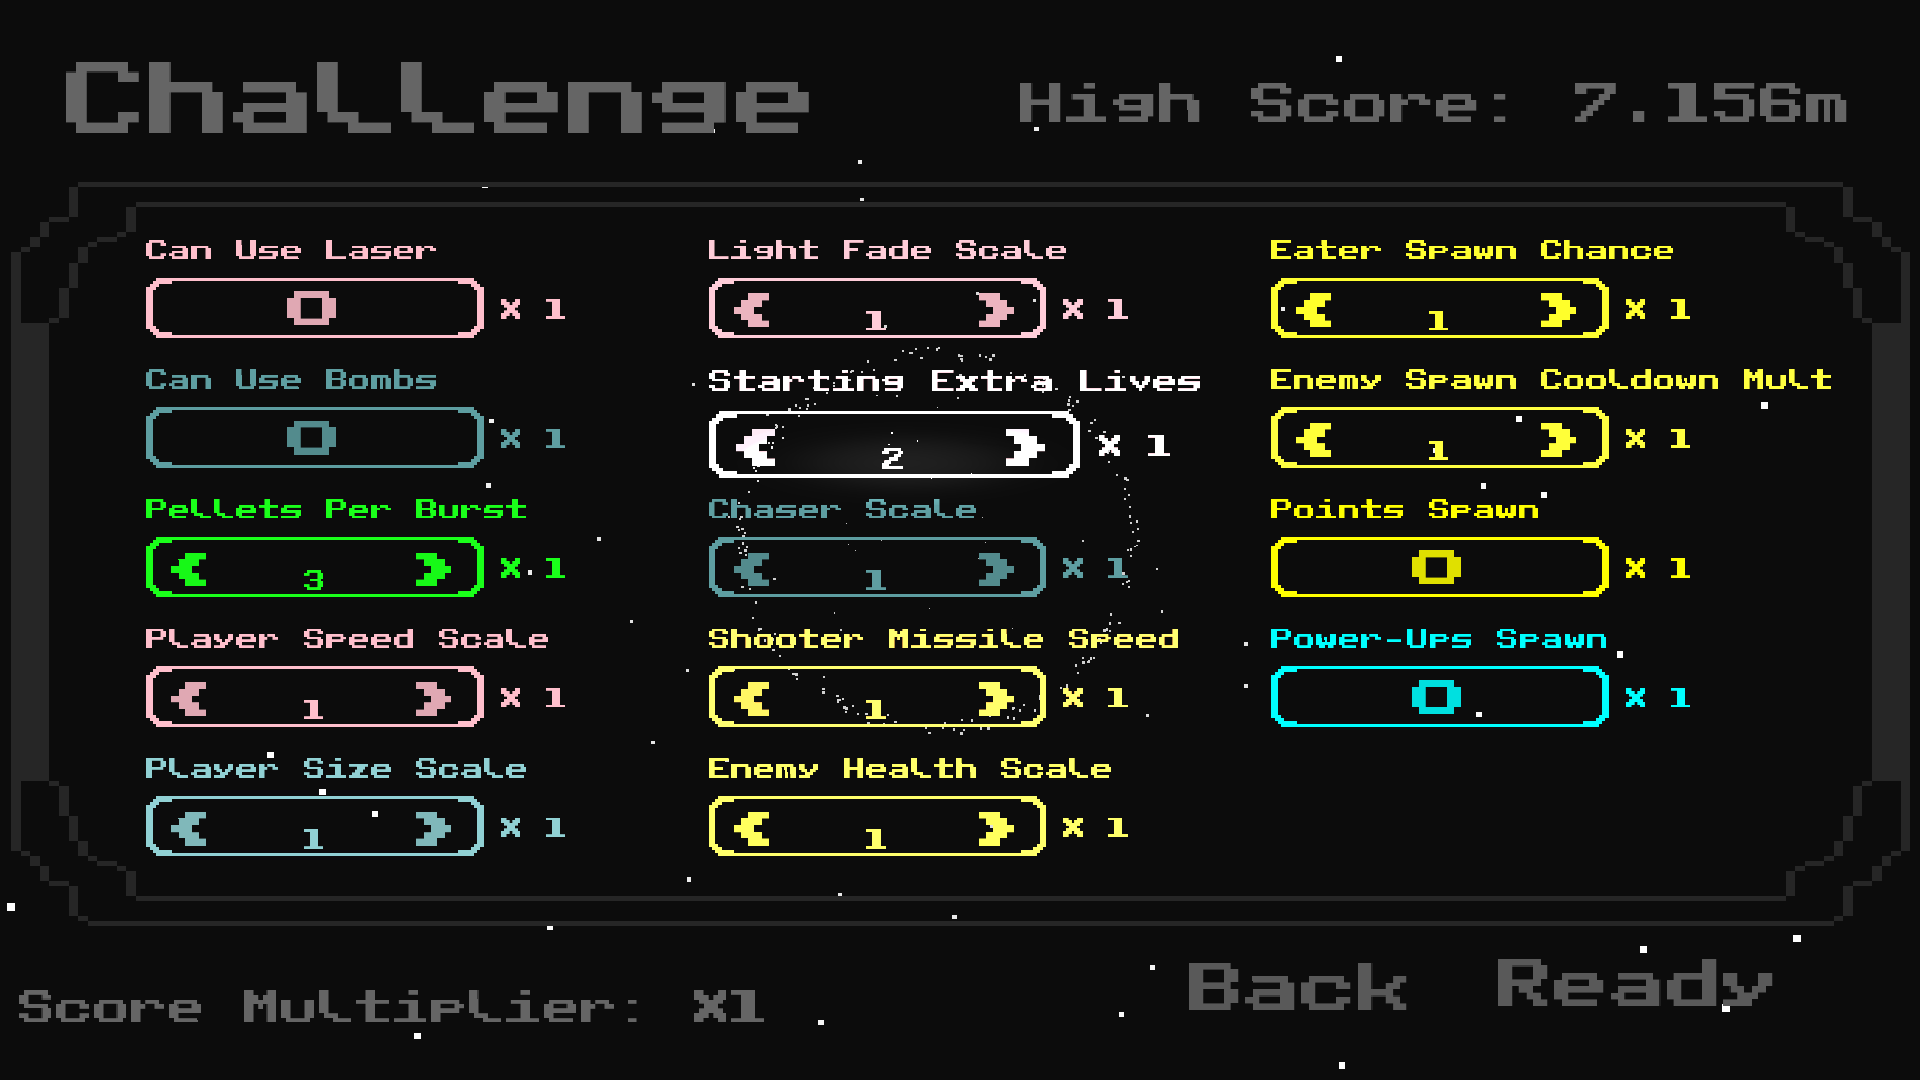 Challenge
High Score: 7.156m
Can Use Laser
O x 1
Can Use Bombs
O x 1
Pellets Per Burst
3 x 1
Player Speed Scale
1 x 1
Player Size Scale
1 x 1
Light Fade Scale
1 x 1
Starting Extra Lives
2 x 1
Chaser Scale
1 x 1
Shooter Missile Speed
1 x 1
Enemy Health Scale
1 x 1
Eater Spawn Chance
1 x 1
Enemy Spawn Cooldown Mult
1 x 1
Points Spawn
O x 1
Power-Ups Spawn
O x 1
Score Multiplier: X1
Back
Ready